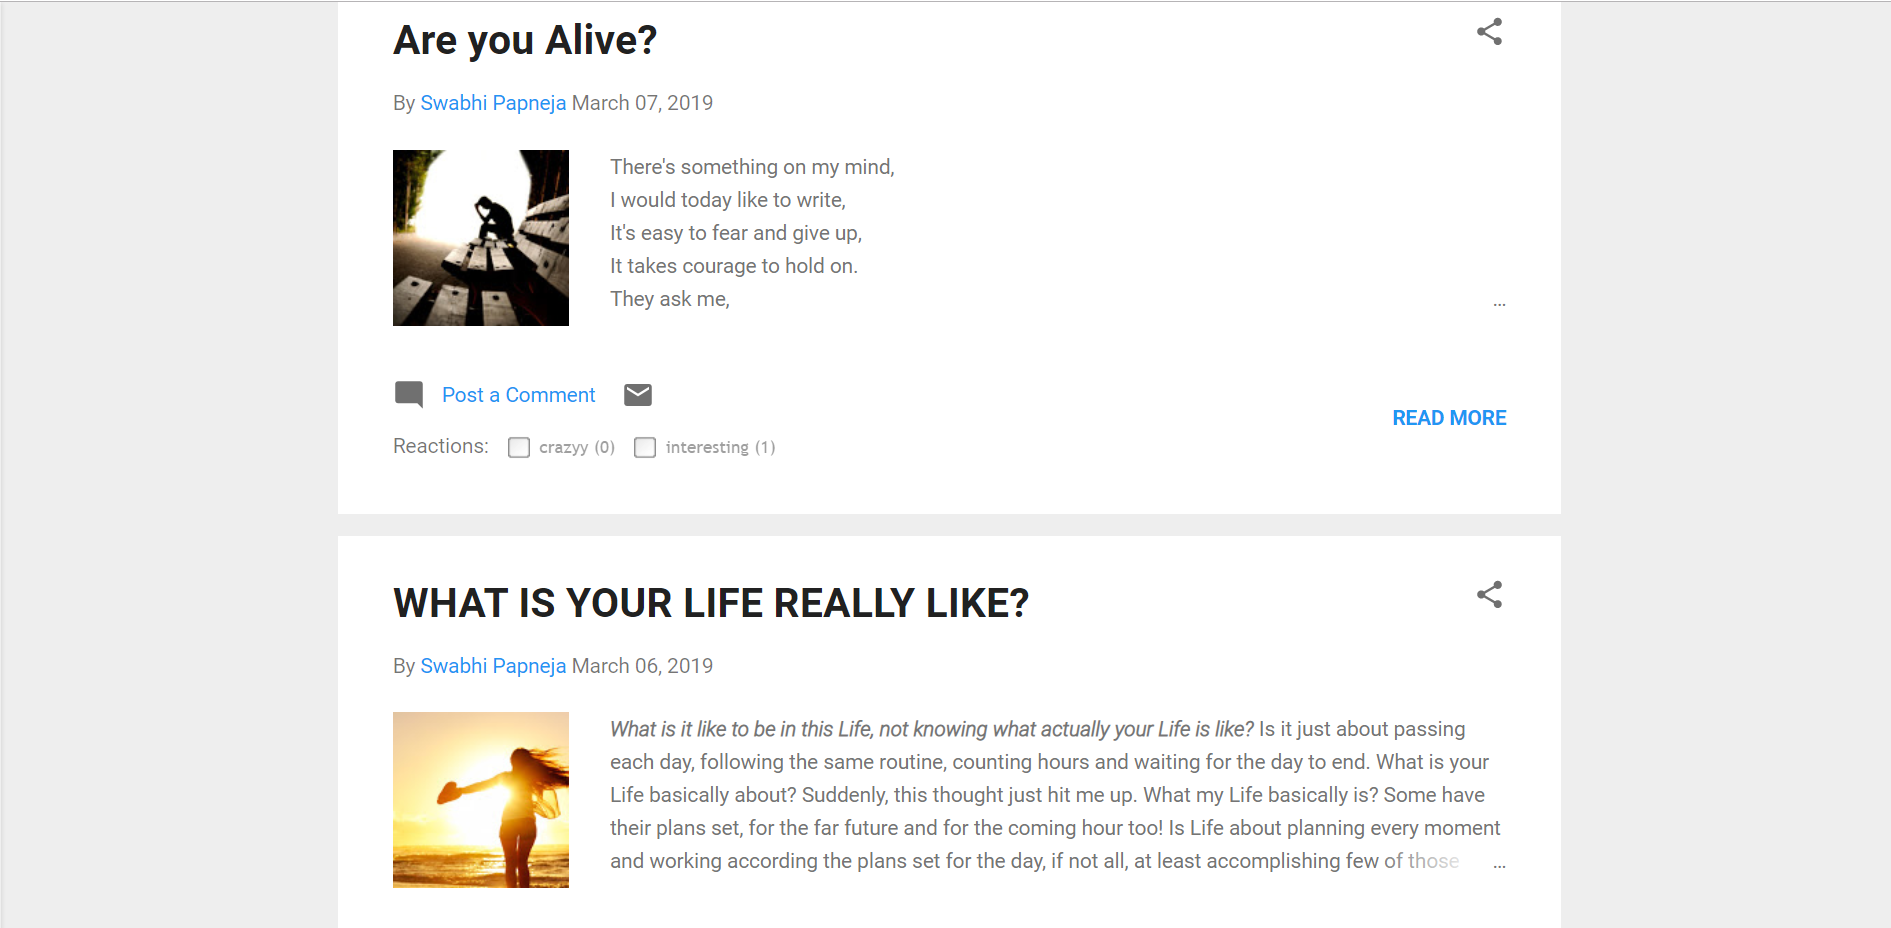 Are you Alive?
By Swabhi Papneja March 07, 2019
There's something on my mind,
I would today like to write,
It's easy to fear and give up,
It takes courage to hold on.
They ask me,
...
Post a Comment
READ MORE
Reactions: crazyy (0) interesting (1)
WHAT IS YOUR LIFE REALLY LIKE?
By Swabhi Papneja March 06, 2019
What is it like to be in this Life, not knowing what actually your Life is like? Is it just about passing
each day, following the same routine, counting hours and waiting for the day to end. What is your
Life basically about? Suddenly, this thought just hit me up. What my Life basically is? Some have
their plans set, for the far future and for the coming hour too! Is Life about planning every moment
and working according the plans set for the day, if not all, at least accomplishing few of those ...